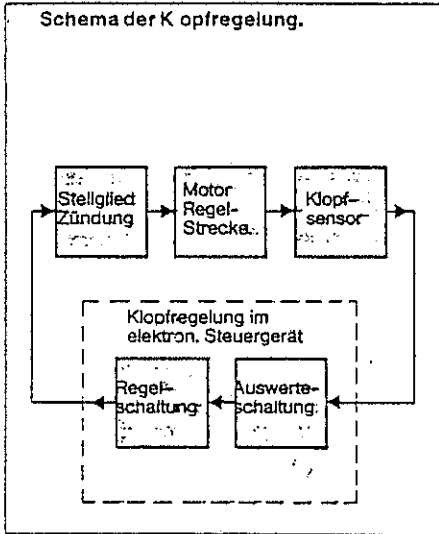 Schema der K opfregelung.
Stellglied
Zündung
Motor
Regel-
Strecke
Klopf-
sensor
Klopfregelung im
elektron. Steuergerät
Regel-
schaltung
Auswerte-
schaltung